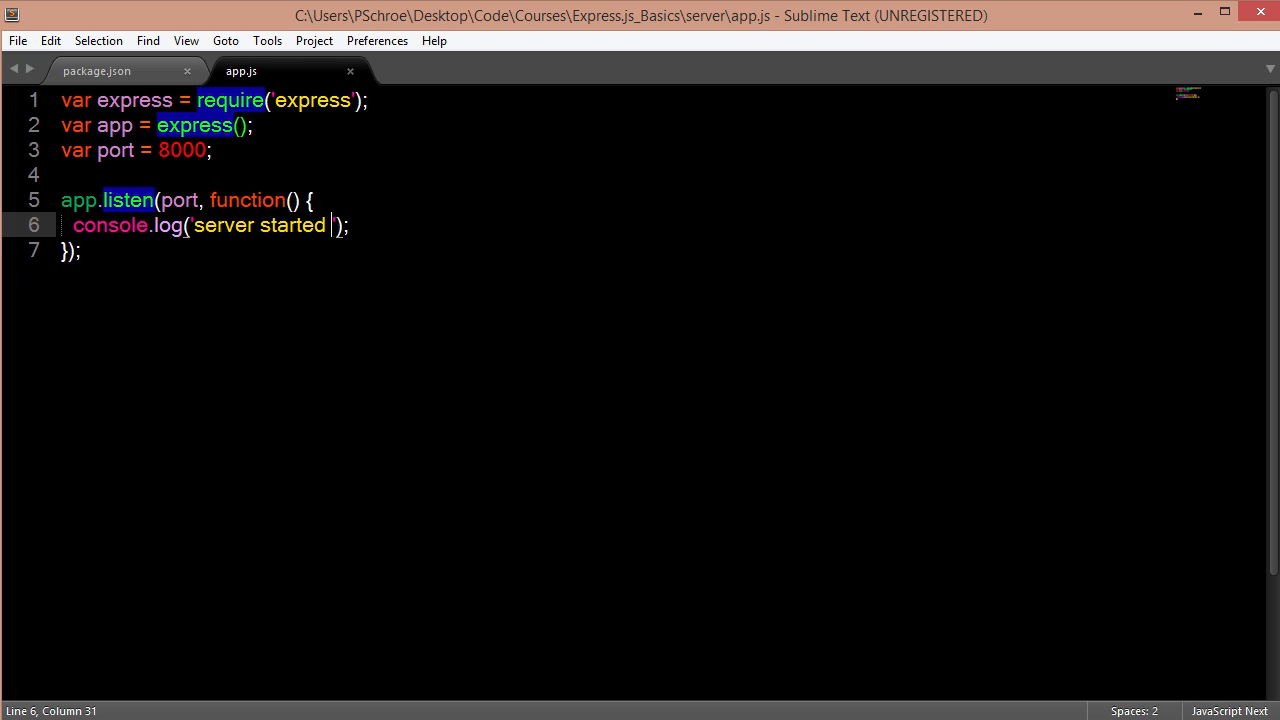 C:\Users\PSchroe\Desktop\Code\Courses\Express.js_Basics\server\app.js - Sublime Text (UNREGISTERED)
File Edit Selection Find View Goto Tools Project Preferences Help
package.json × app.js ×
1 var express = require('express');
2 var app = express();
3 var port = 8000;
4
5 app.listen(port, function() {
6 console.log('server started ');
7 });
Line 6, Column 31 Spaces: 2 JavaScript Next